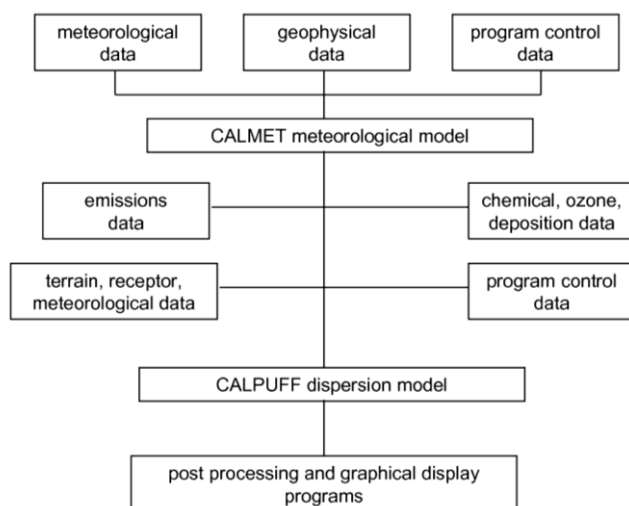 meteorological
data
geophysical
data
program control
data
CALMET meteorological model
emissions
data
chemical, ozone,
deposition data
terrain, receptor,
meteorological data
program control
data
CALPUFF dispersion model
post processing and graphical display
programs